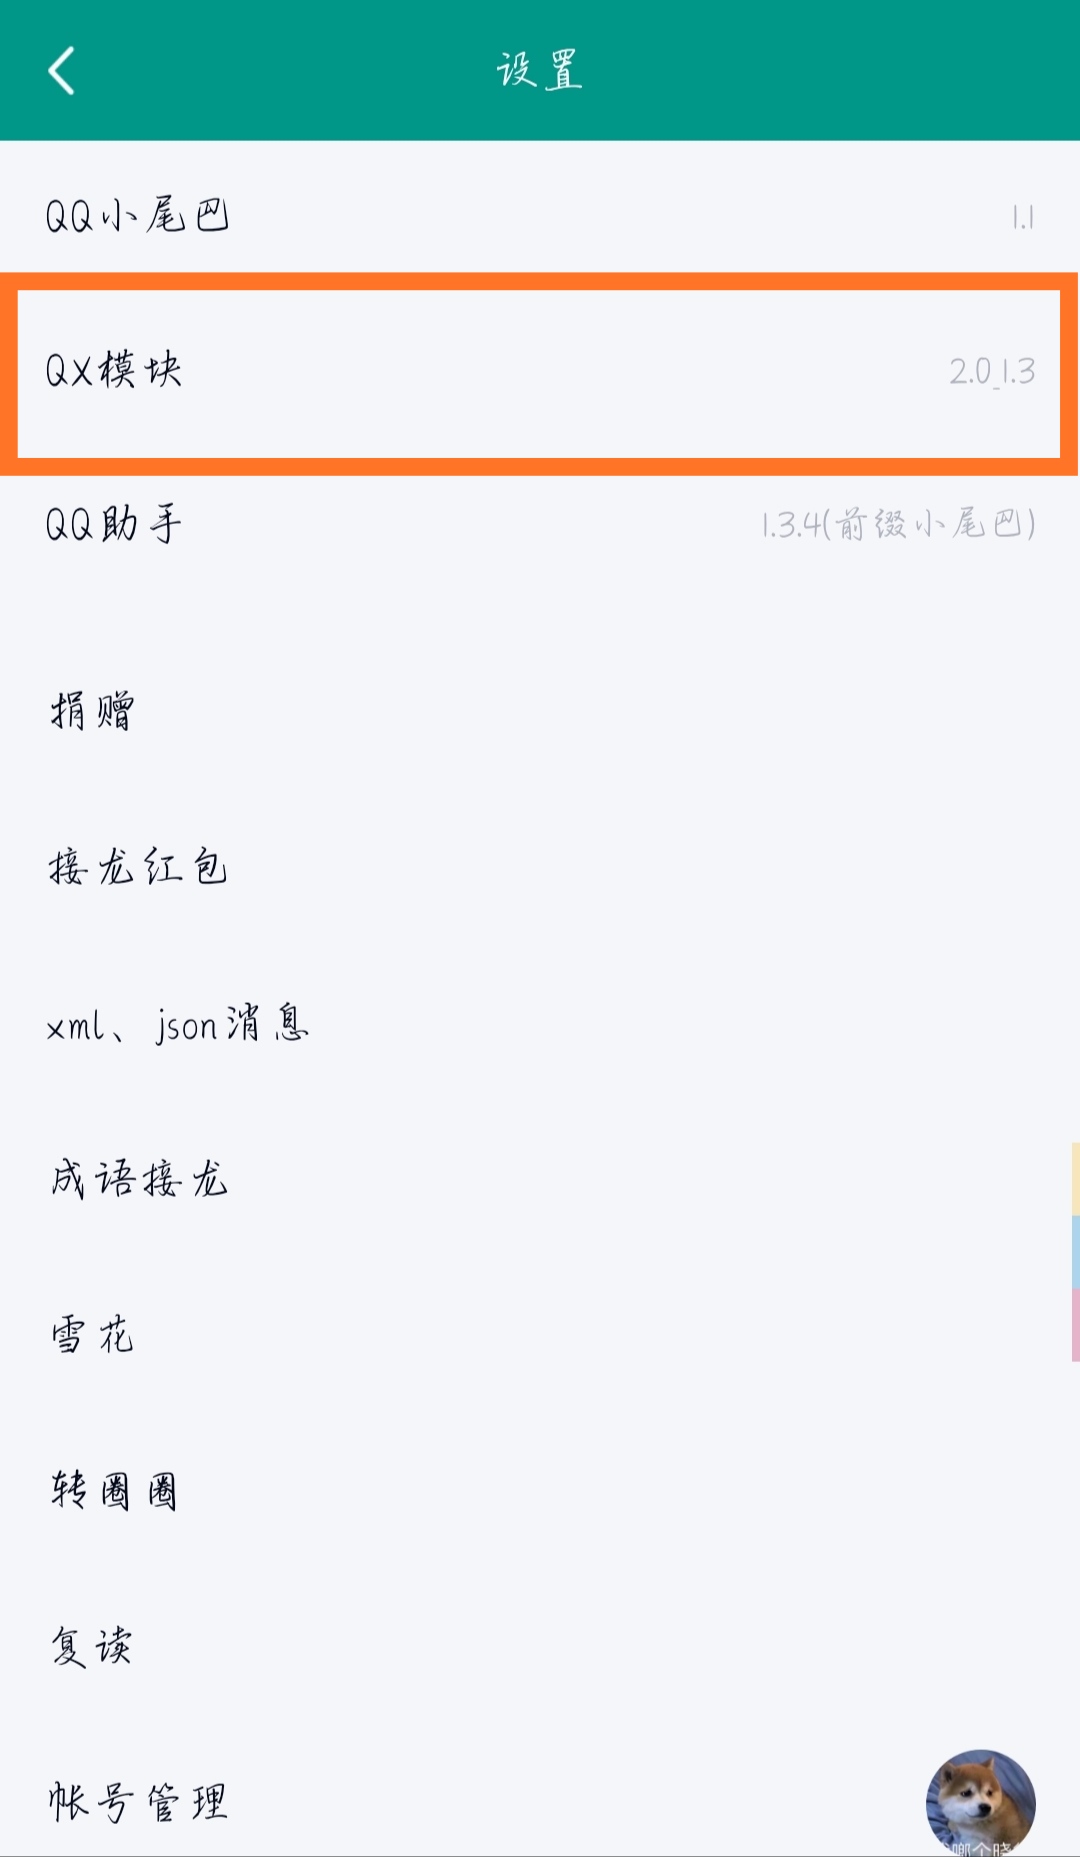 设置
QQ小尾巴 1.1
QX模块 2.0_1.3
QQ助手 1.3.4(前缀小尾巴)
捐赠
接龙红包
xml、json消息
成语接龙
雪花
转圈圈
复读
帐号管理